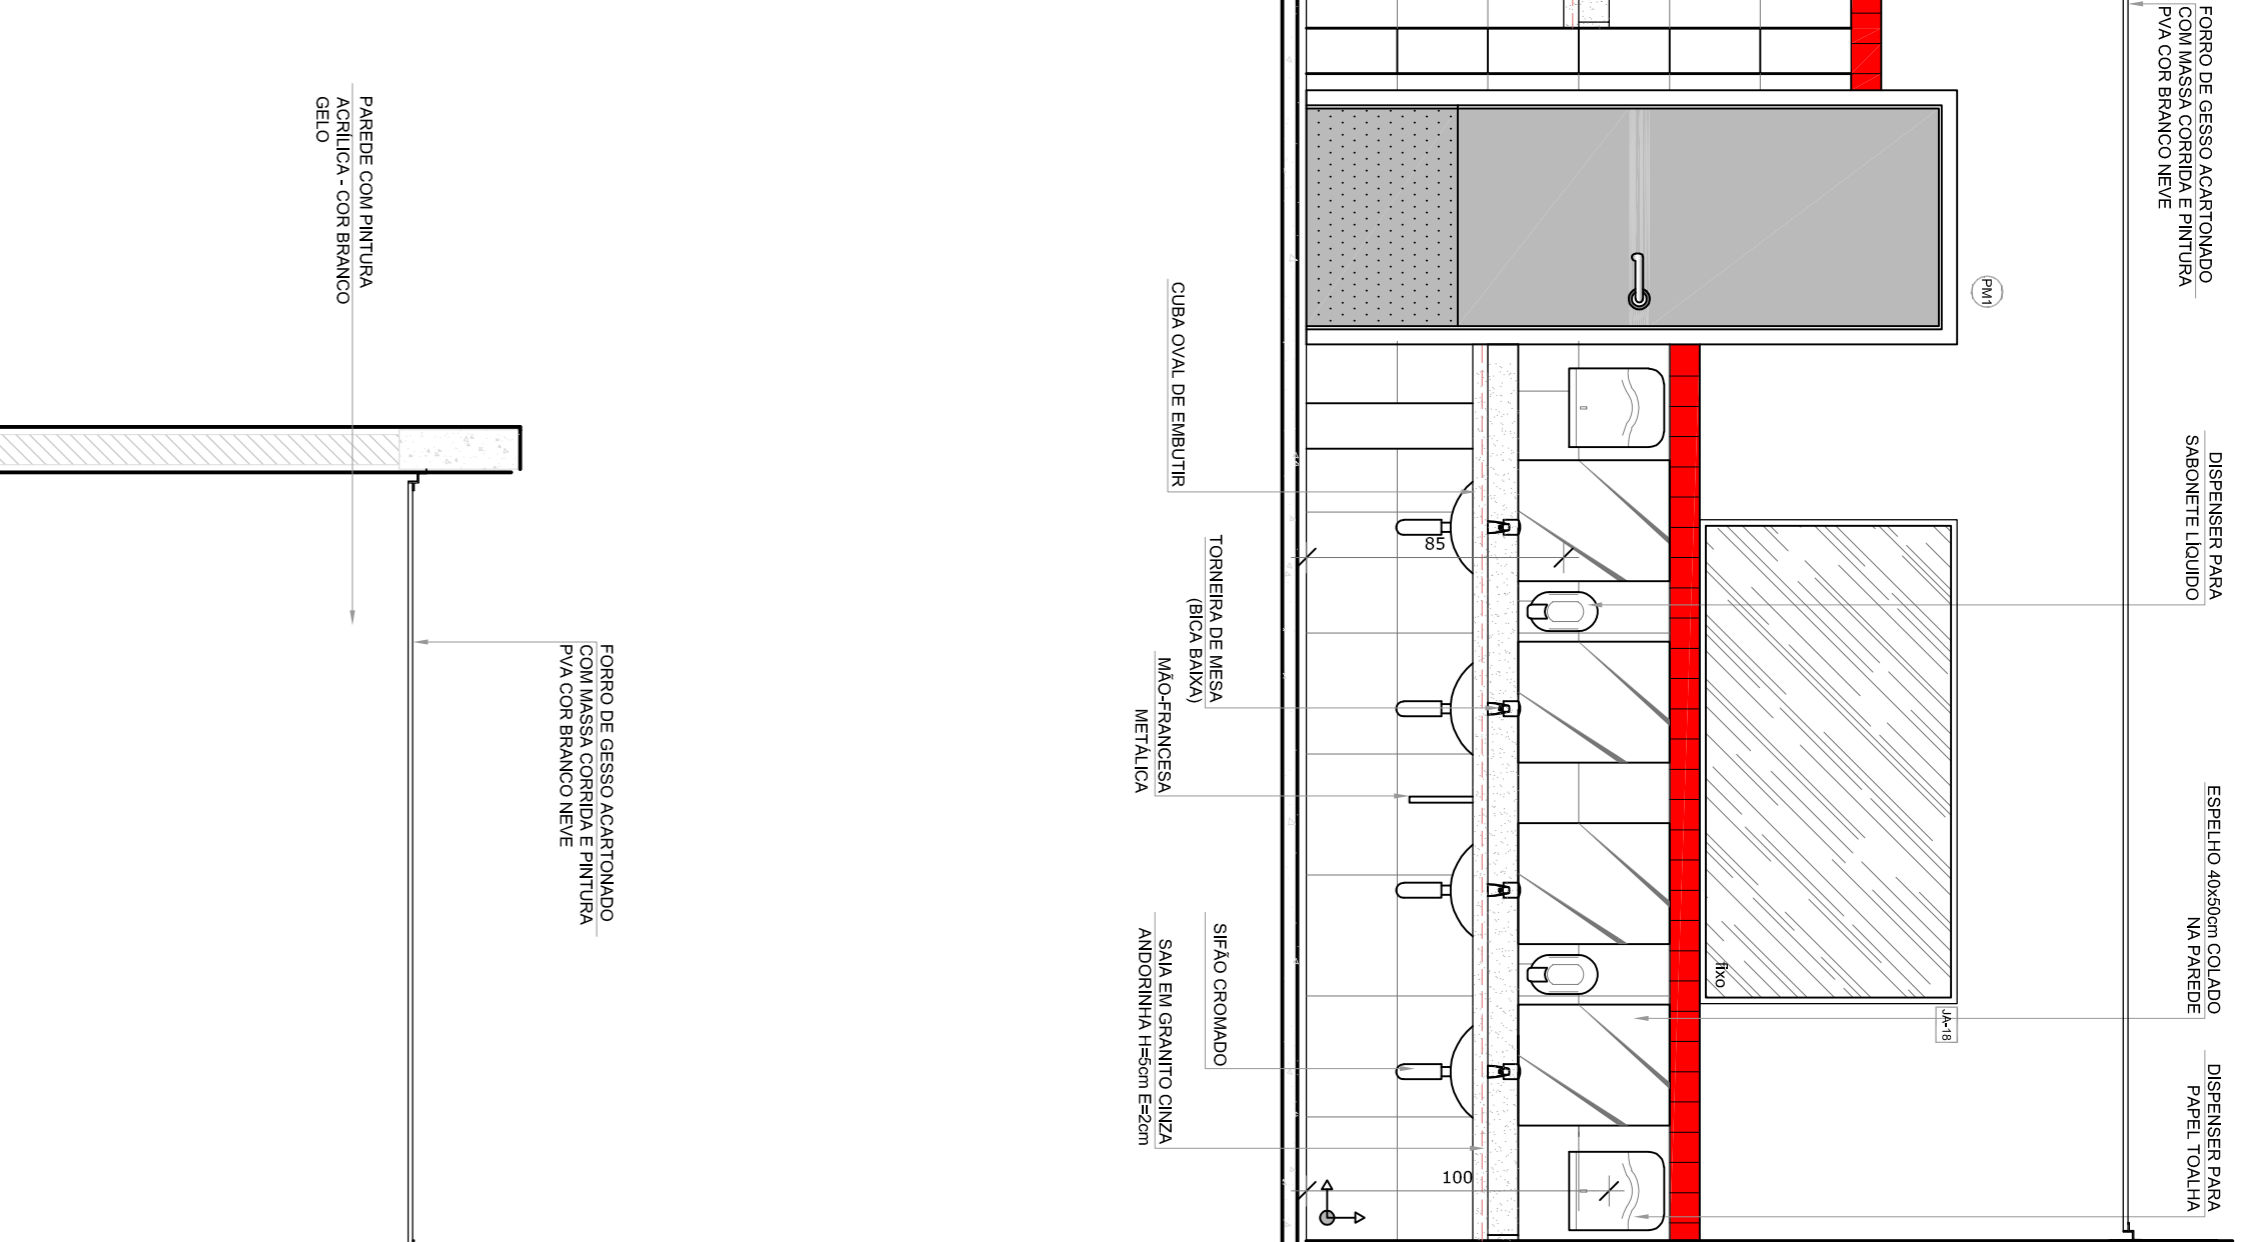 FORRO DE GESSO ACARTONADO
COM MASSA CORRIDA E PINTURA
PVA COR BRANCO NEVE
DISPENSER PARA
SABONETE LÍQUIDO
ESPELHO 40x50cm COLADO
NA PAREDE
DISPENSER PARA
PAPEL TOALHA
PM1
JA-18
fixo
85
100
CUBA OVAL DE EMBUTIR
TORNEIRA DE MESA
(BICA BAIXA)
MÃO-FRANCESA
METÁLICA
SIFÃO CROMADO
SAIA EM GRANITO CINZA
ANDORINHA H=5cm E=2cm
FORRO DE GESSO ACARTONADO
COM MASSA CORRIDA E PINTURA
PVA COR BRANCO NEVE
PAREDE COM PINTURA
ACRÍLICA - COR BRANCO
GELO